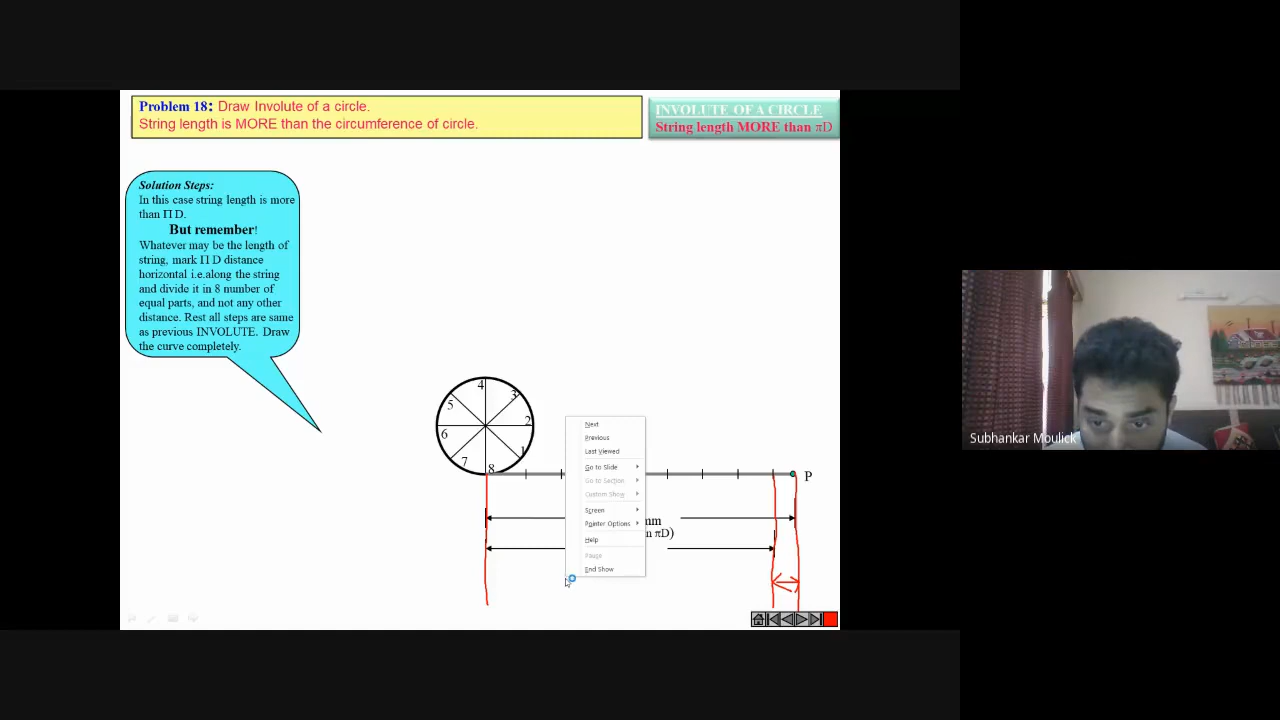 Problem 18: Draw Involute of a circle.
String length is MORE than the circumference of circle.
INVOLUTE OF A CIRCLE
String length MORE than πD
Solution Steps:
In this case string length is more
than Π D.
But remember!
Whatever may be the length of
string, mark Π D distance
horizontal i.e.along the string
and divide it in 8 number of
equal parts, and not any other
distance. Rest all steps are same
as previous INVOLUTE. Draw
the curve completely.
4
3
5
2
6
1
7
8
P
Next
Previous
Last Viewed
Go to Slide
Go to Section
Custom Show
Screen
Pointer Options
Help
Pause
End Show
mm
n πD)
Subhankar Moulick